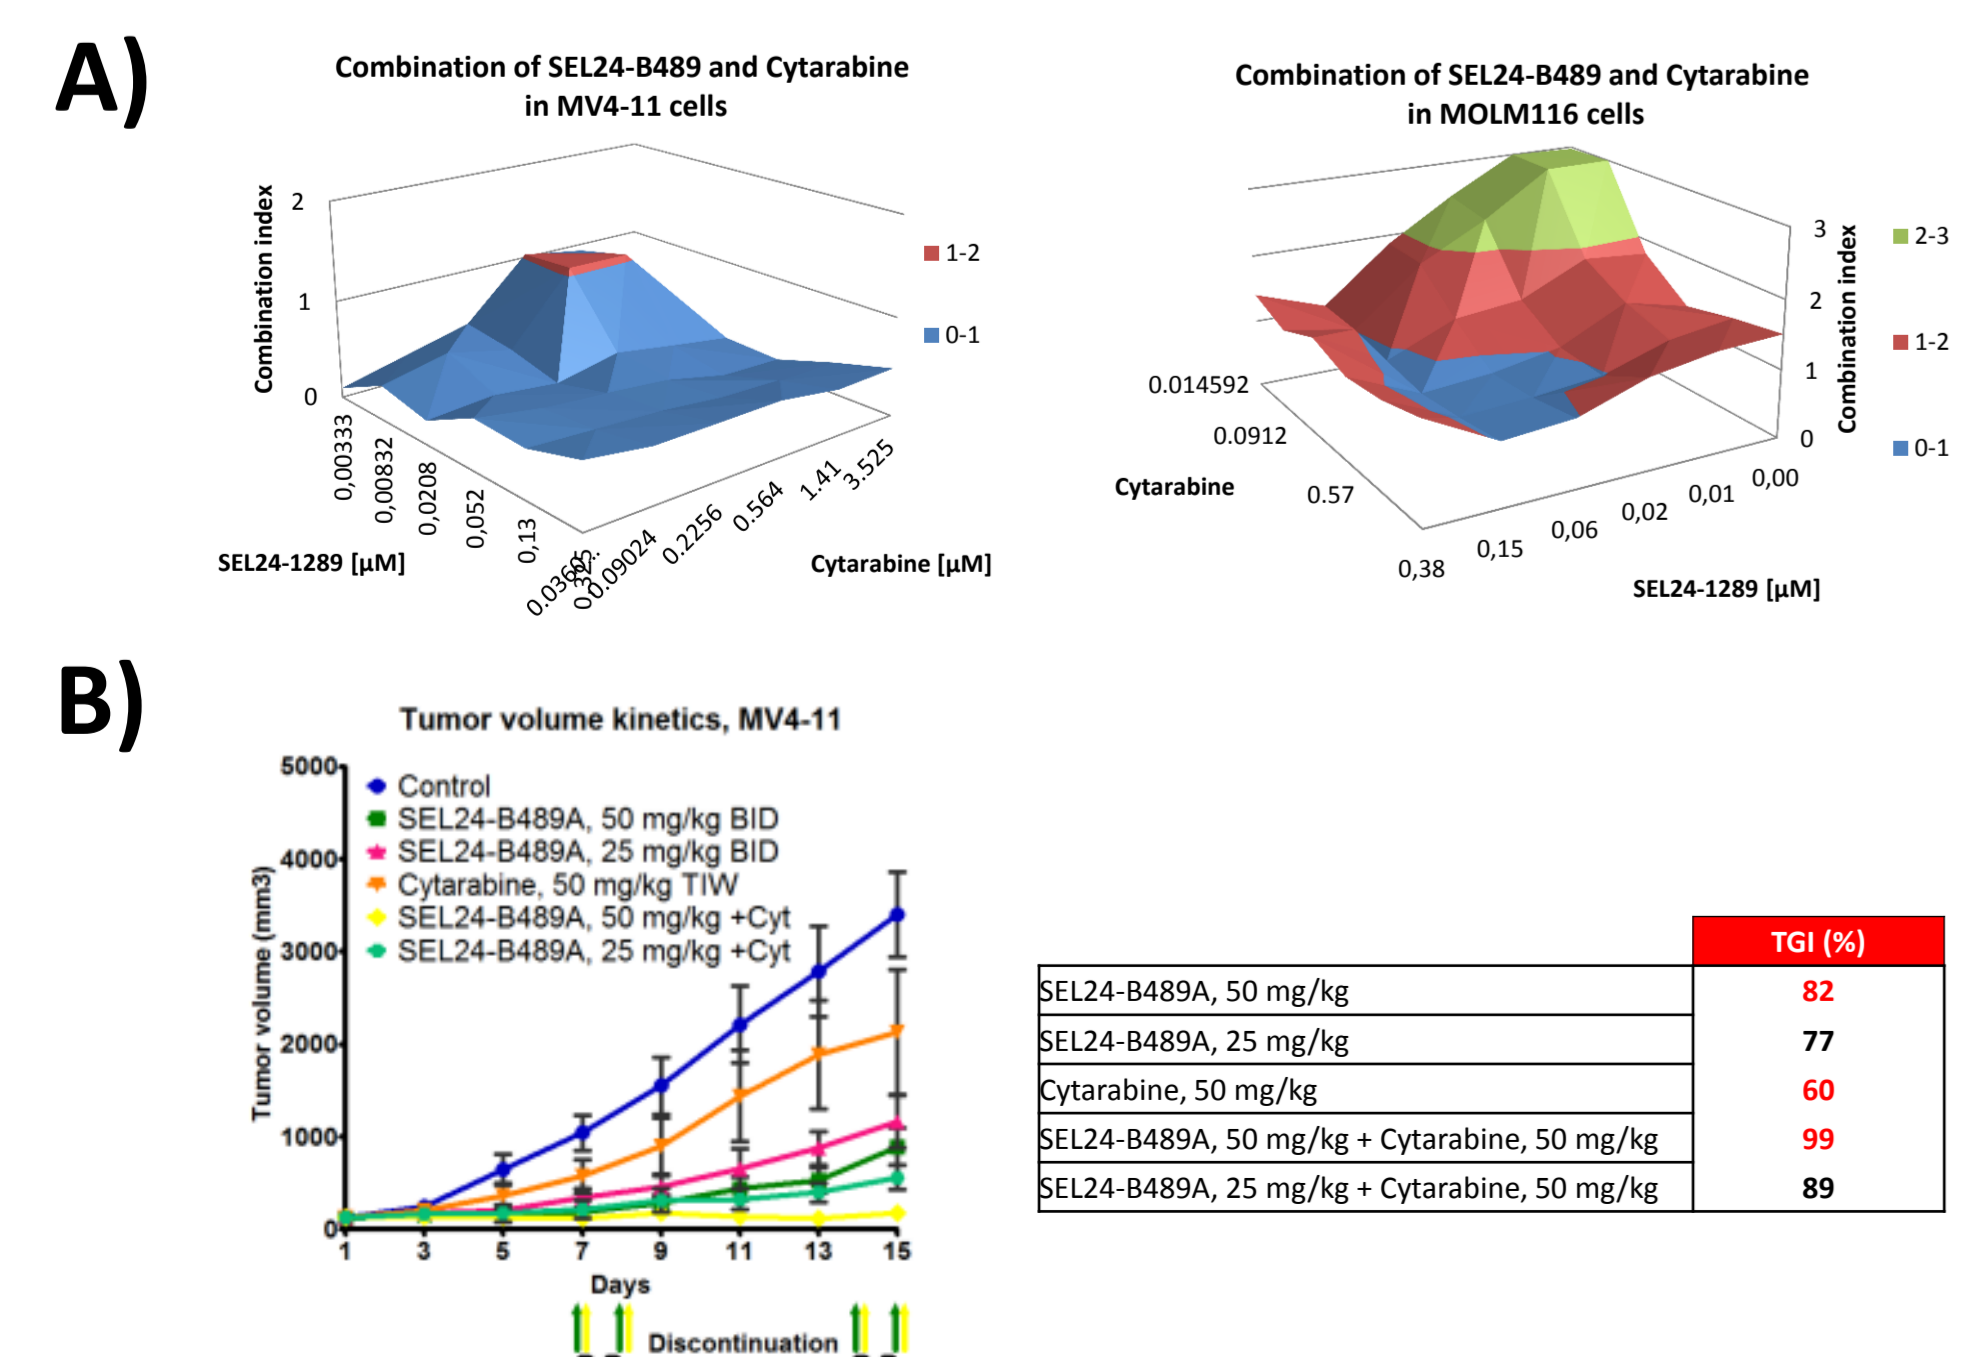 A)
Combination of SEL24-B489 and Cytarabine
in MV4-11 cells
Combination index
2
1
0
0,00333
0,00832
0,0208
0,052
0,13
0.09024
0.2256
0.564
1.41
3.525
SEL24-1289 [µM]
Cytarabine [µM]
1-2
0-1
Combination of SEL24-B489 and Cytarabine
in MOLM116 cells
3
2
1
0
Combination index
2-3
1-2
0-1
0.014592
0.0912
0.57
Cytarabine
0,38
0,15
0,06
0,02
0,01
0,00
SEL24-1289 [µM]
B)
Tumor volume kinetics, MV4-11
Tumor volume (mm3)
5000
4000
3000
2000
1000
0
Control
SEL24-B489A, 50 mg/kg BID
SEL24-B489A, 25 mg/kg BID
Cytarabine, 50 mg/kg TIW
SEL24-B489A, 50 mg/kg +Cyt
SEL24-B489A, 25 mg/kg +Cyt
1 3 5 7 9 11 13 15
Days
Discontinuation
TGI (%)
SEL24-B489A, 50 mg/kg 82
SEL24-B489A, 25 mg/kg 77
Cytarabine, 50 mg/kg 60
SEL24-B489A, 50 mg/kg + Cytarabine, 50 mg/kg 99
SEL24-B489A, 25 mg/kg + Cytarabine, 50 mg/kg 89